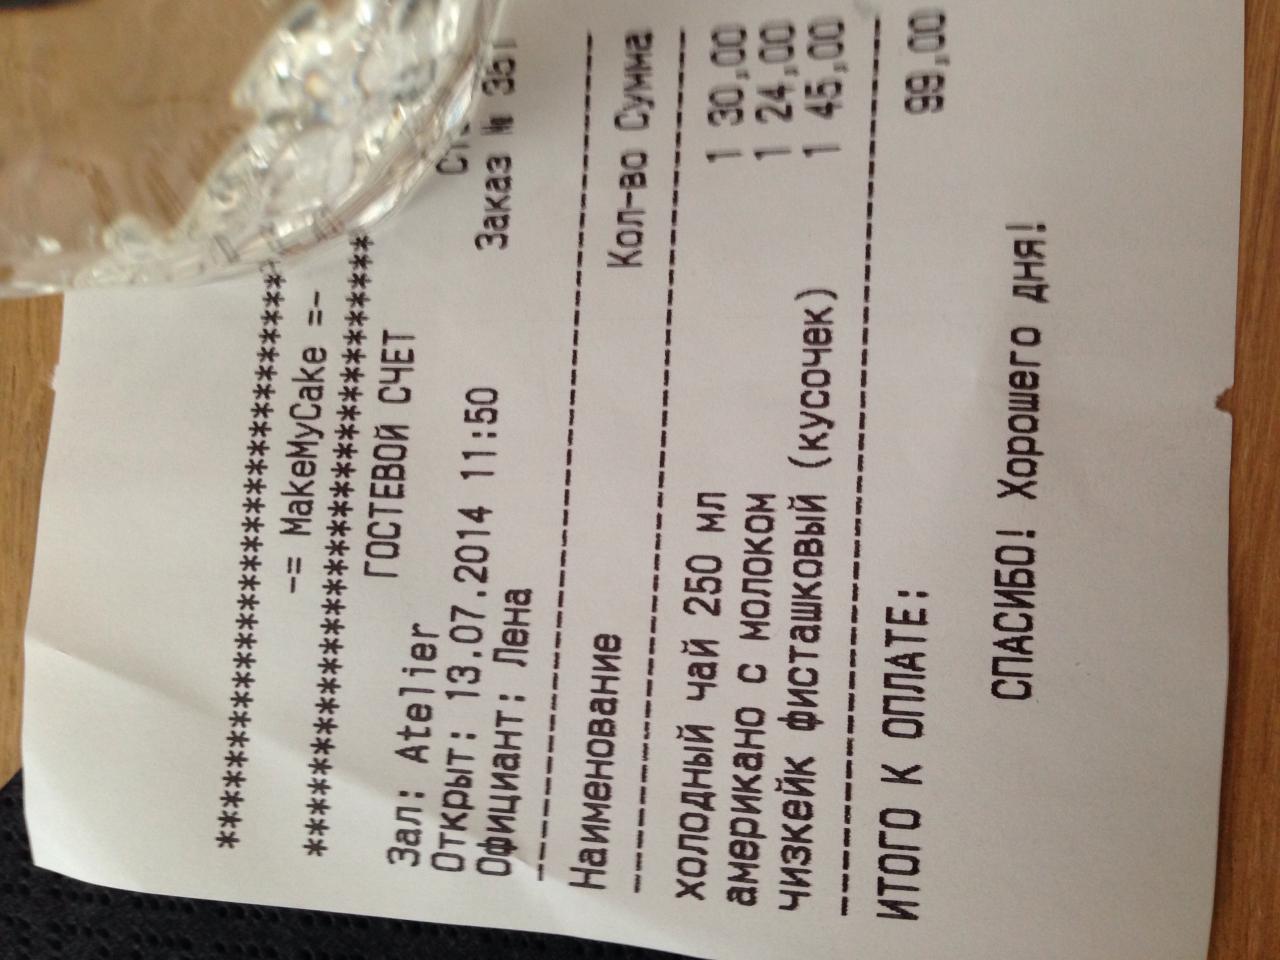 ******************************
-= MakeMyCake =-
******************************
ГОСТЕВОЙ СЧЕТ
Зал: Atelier
Открыт: 13.07.2014 11:50
Официант: Лена Заказ №
Наименование Кол-во Сумма
холодный чай 250 мл 1 30,00
американо с молоком 1 24,00
чизкейк фисташковый (кусочек) 1 45,00
ИТОГО К ОПЛАТЕ: 99,00
СПАСИБО! Хорошего дня!